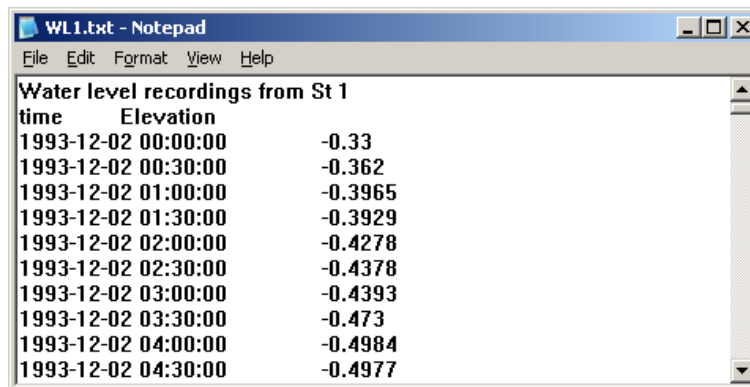 WL1.txt - Notepad
File Edit Format View Help
Water level recordings from St 1
time Elevation
1993-12-02 00:00:00 -0.33
1993-12-02 00:30:00 -0.362
1993-12-02 01:00:00 -0.3965
1993-12-02 01:30:00 -0.3929
1993-12-02 02:00:00 -0.4278
1993-12-02 02:30:00 -0.4378
1993-12-02 03:00:00 -0.4393
1993-12-02 03:30:00 -0.473
1993-12-02 04:00:00 -0.4984
1993-12-02 04:30:00 -0.4977